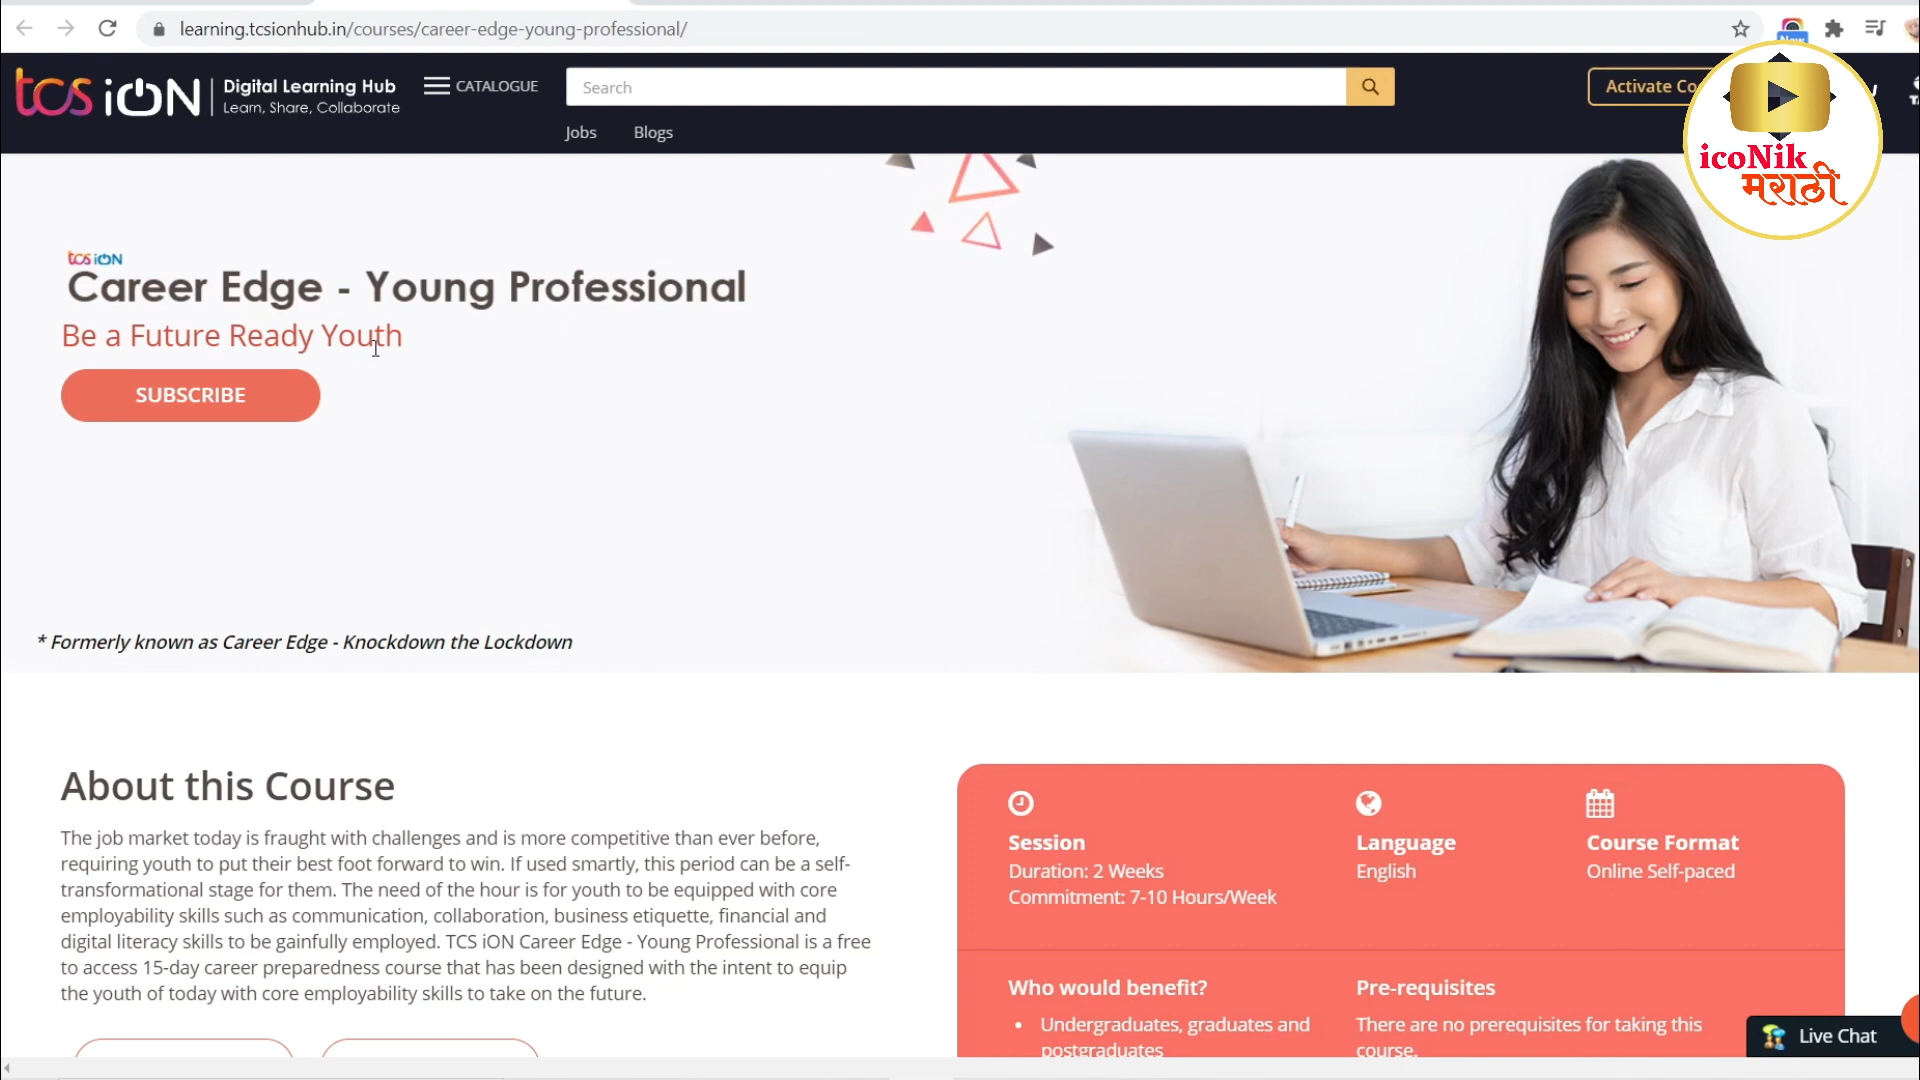 learning.tcsionhub.in/courses/career-edge-young-professional/
New
tcs iON
Digital Learning Hub
Learn, Share, Collaborate
CATALOGUE
Search
Activate Co
Jobs
Blogs
icoNik
मराठी
tcs iON
Career Edge - Young Professional
Be a Future Ready Youth
SUBSCRIBE
* Formerly known as Career Edge - Knockdown the Lockdown
About this Course
The job market today is fraught with challenges and is more competitive than ever before,
requiring youth to put their best foot forward to win. If used smartly, this period can be a self-
transformational stage for them. The need of the hour is for youth to be equipped with core
employability skills such as communication, collaboration, business etiquette, financial and
digital literacy skills to be gainfully employed. TCS iON Career Edge - Young Professional is a free
to access 15-day career preparedness course that has been designed with the intent to equip
the youth of today with core employability skills to take on the future.
Session
Duration: 2 Weeks
Commitment: 7-10 Hours/Week
Language
English
Course Format
Online Self-paced
Who would benefit?
• Undergraduates, graduates and
postgraduates
Pre-requisites
There are no prerequisites for taking this
course.
Live Chat